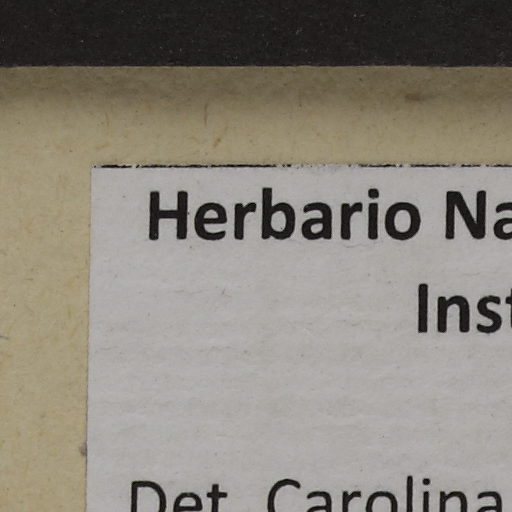 Herbario Na
Inst
Det. Carolina